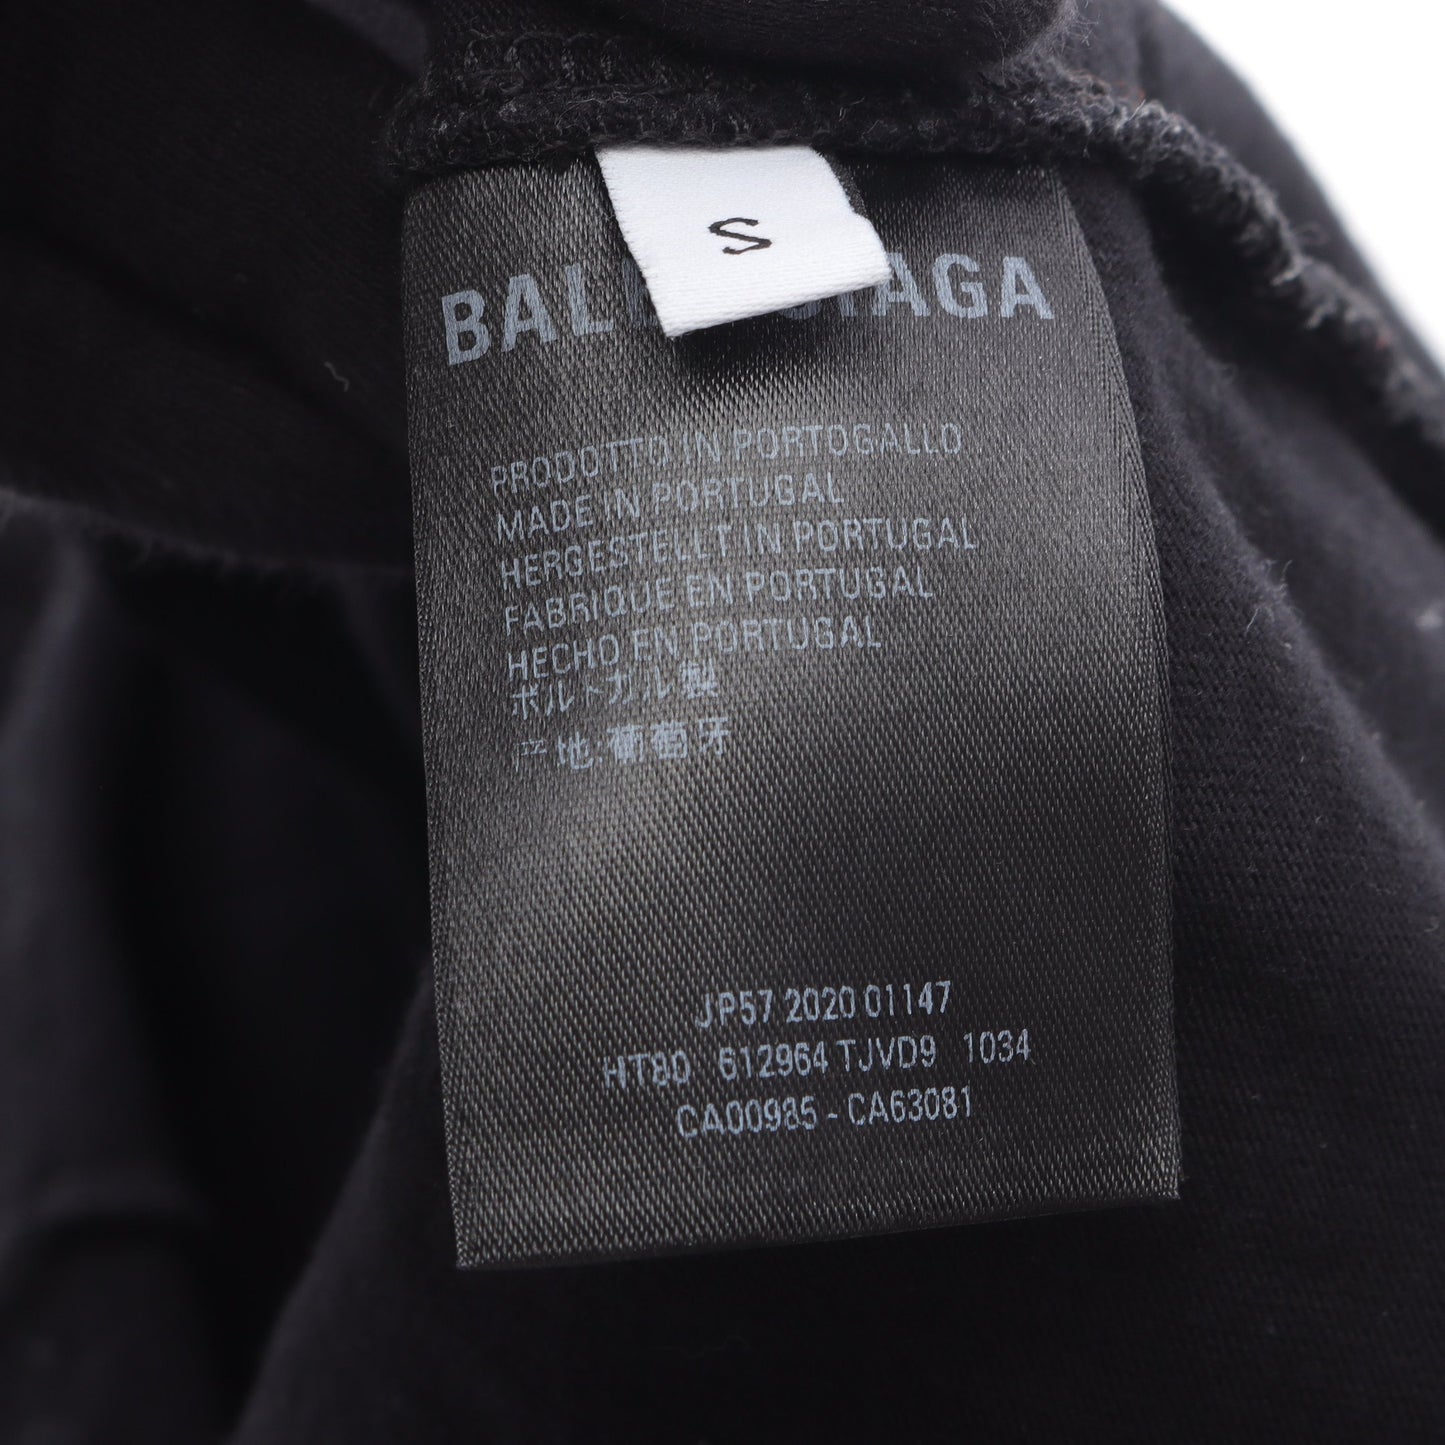 S
BAL IAGA
PRODOTTO IN PORTOGALLO
MADE IN PORTUGAL
HERGESTELLT IN PORTUGAL
FABRIQUE EN PORTUGAL
HECHO EN PORTUGAL
ポルトガル製
产地:葡萄牙
JP57 2020 01147
HT80 612964 TJVD9 1034
CA00985 - CA63081